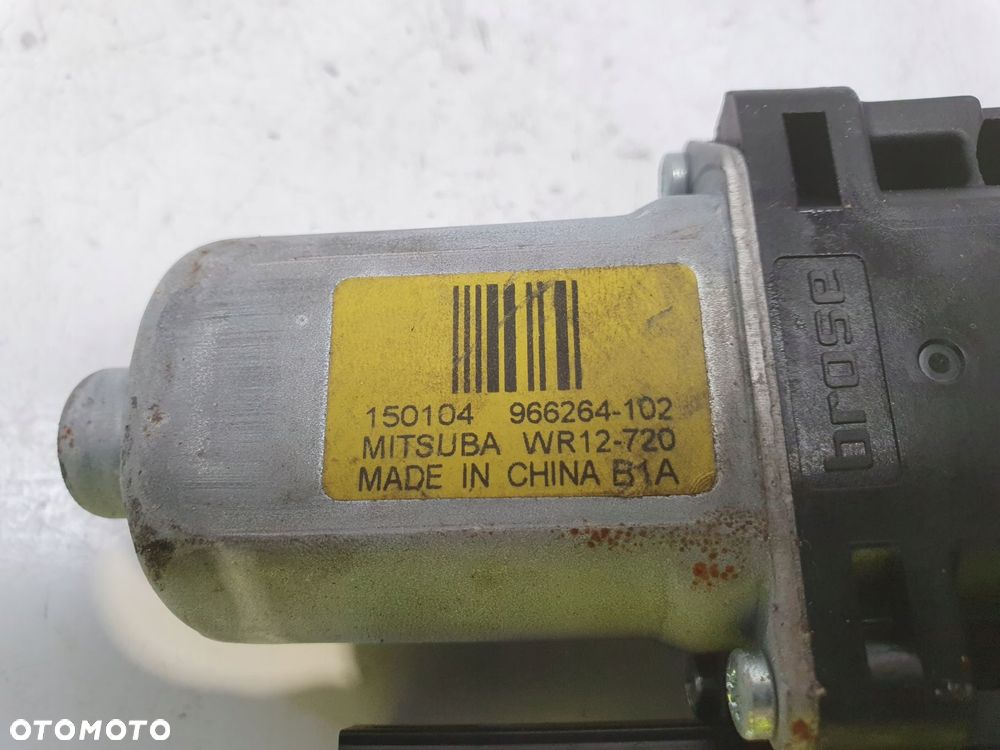 150104 966264-102
MITSUBA WR12-720
MADE IN CHINA B1A
brose
OTOMOTO